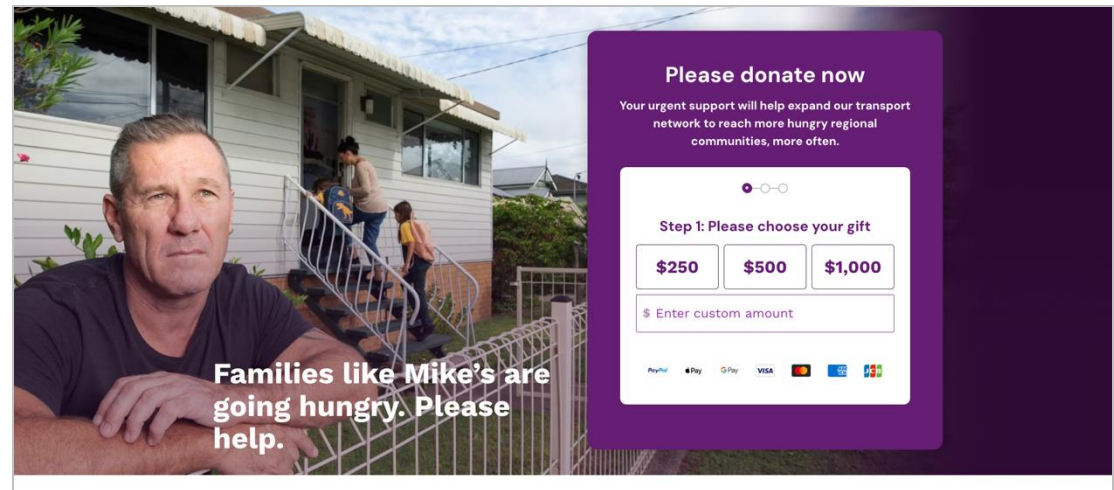 Families like Mike's are
going hungry. Please
help.
Please donate now
Your urgent support will help expand our transport
network to reach more hungry regional
communities, more often.
Step 1: Please choose your gift
$250 $500 $1,000
$ Enter custom amount
PayPal Pay G Pay VISA AMEX JCB